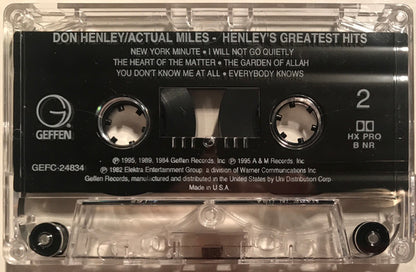 DON HENLEY/ACTUAL MILES - HENLEY'S GREATEST HITS
NEW YORK MINUTE • I WILL NOT GO QUIETLY
THE HEART OF THE MATTER • THE GARDEN OF ALLAH
YOU DON'T KNOW ME AT ALL • EVERYBODY KNOWS
G
GEFFEN
GEFC-24834
2
HX PRO
B NR
℗ 1995, 1989, 1984 Geffen Records, Inc. ℗ 1995 A & M Records Inc.
℗ 1982 Elektra Entertainment Group, a division of Warner Communications Inc
Geffen Records, manufactured and distributed in the United States by Uni Distribution Corp.
Made in U.S.A.